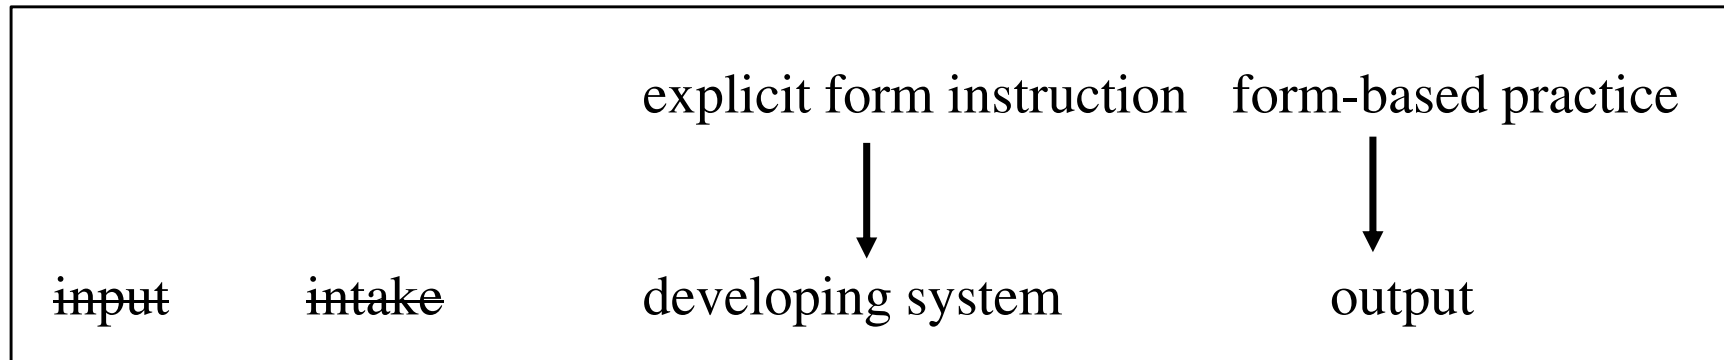 explicit form instruction form-based practice
input intake developing system output